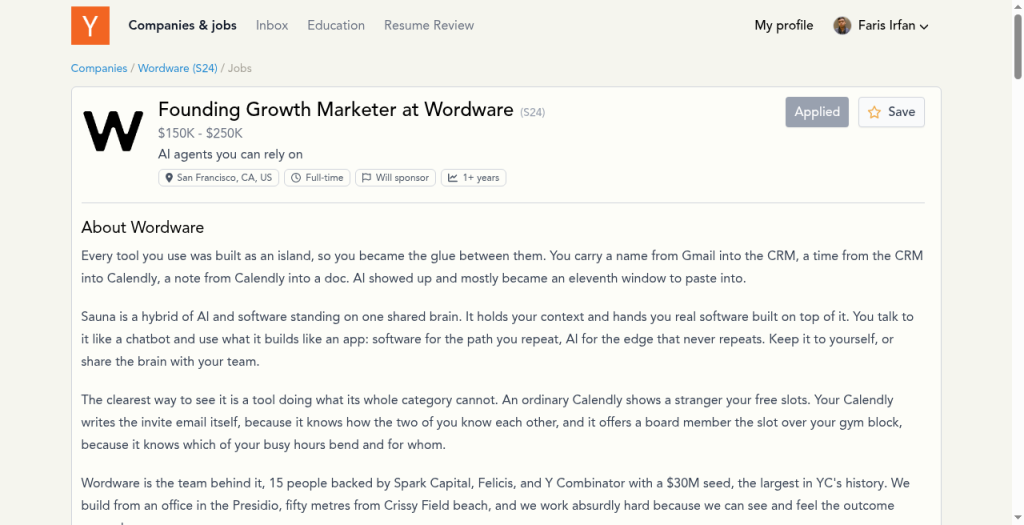 Y Companies & jobs Inbox Education Resume Review My profile Faris Irfan
Companies / Wordware (S24) / Jobs
W
Founding Growth Marketer at Wordware (S24) Applied Save
$150K - $250K
AI agents you can rely on
San Francisco, CA, US Full-time Will sponsor 1+ years
About Wordware
Every tool you use was built as an island, so you became the glue between them. You carry a name from Gmail into the CRM, a time from the CRM
into Calendly, a note from Calendly into a doc. AI showed up and mostly became an eleventh window to paste into.
Sauna is a hybrid of AI and software standing on one shared brain. It holds your context and hands you real software built on top of it. You talk to
it like a chatbot and use what it builds like an app: software for the path you repeat, AI for the edge that never repeats. Keep it to yourself, or
share the brain with your team.
The clearest way to see it is a tool doing what its whole category cannot. An ordinary Calendly shows a stranger your free slots. Your Calendly
writes the invite email itself, because it knows how the two of you know each other, and it offers a board member the slot over your gym block,
because it knows which of your busy hours bend and for whom.
Wordware is the team behind it, 15 people backed by Spark Capital, Felicis, and Y Combinator with a $30M seed, the largest in YC's history. We
build from an office in the Presidio, fifty metres from Crissy Field beach, and we work absurdly hard because we can see and feel the outcome